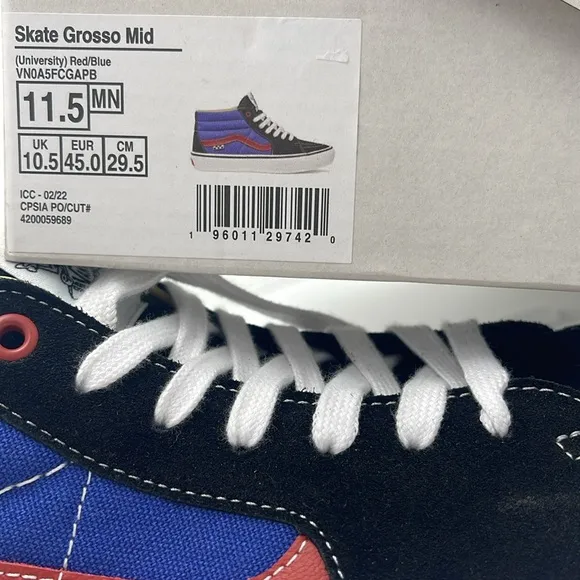 Skate Grosso Mid
(University) Red/Blue
VN0A5FCGAPB
11.5 MN
UK EUR CM
10.5 45.0 29.5
ICC - 02/22
CPSIA PO/CUT#
4200059689
1 96011 29742 0